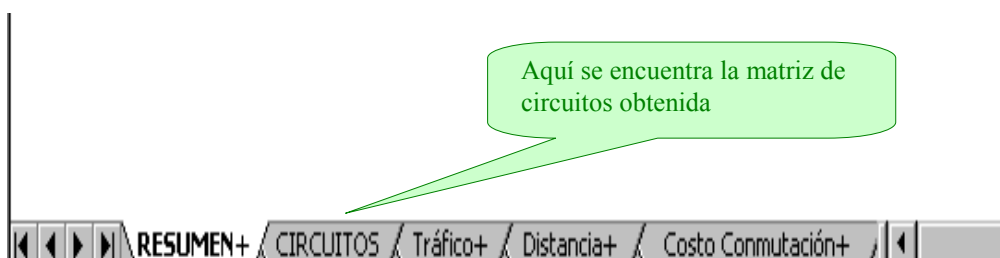 Aquí se encuentra la matriz de
circuitos obtenida
RESUMEN+ CIRCUITOS Tráfico+ Distancia+ Costo Conmutación+